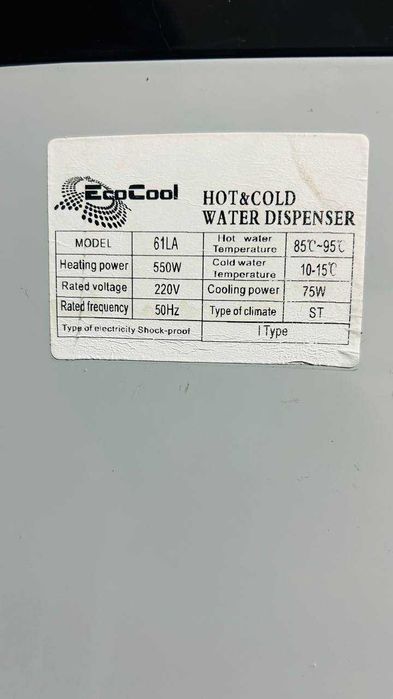 EcoCool
HOT&COLD
WATER DISPENSER
MODEL 61LA Hot water Temperature 85℃~95℃
Heating power 550W Cold water Temperature 10-15℃
Rated voltage 220V Cooling power 75W
Rated frequency 50Hz Type of climate ST
Type of electricity Shock-proof I Type